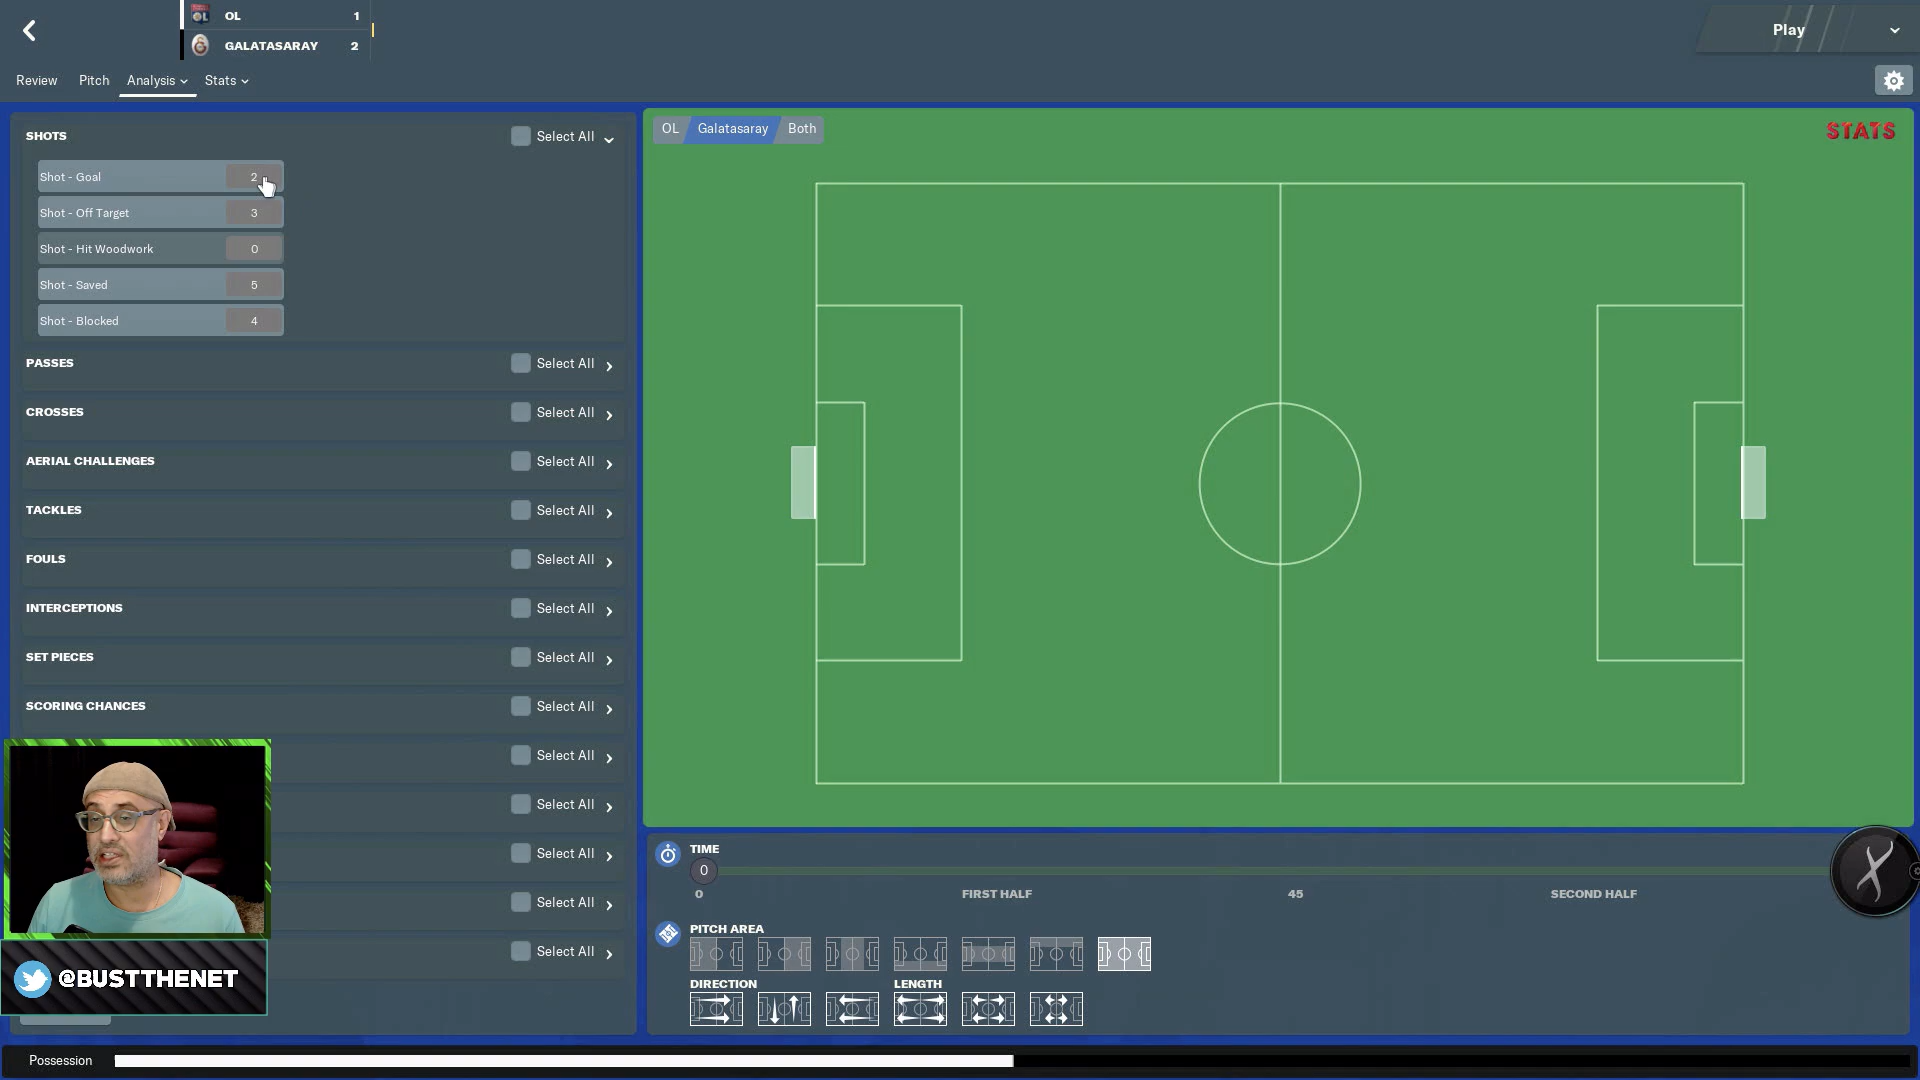 OL 1
GALATASARAY 2
Play
Review Pitch Analysis Stats
SHOTS Select All
Shot - Goal 2
Shot - Off Target 3
Shot - Hit Woodwork 0
Shot - Saved 5
Shot - Blocked 4
PASSES Select All
CROSSES Select All
AERIAL CHALLENGES Select All
TACKLES Select All
FOULS Select All
INTERCEPTIONS Select All
SET PIECES Select All
SCORING CHANCES Select All
Select All
Select All
Select All
Select All
Select All
@BUSTTHENET
OL Galatasaray Both
STATS
TIME
0
0 FIRST HALF 45 SECOND HALF
PITCH AREA
DIRECTION LENGTH
Possession